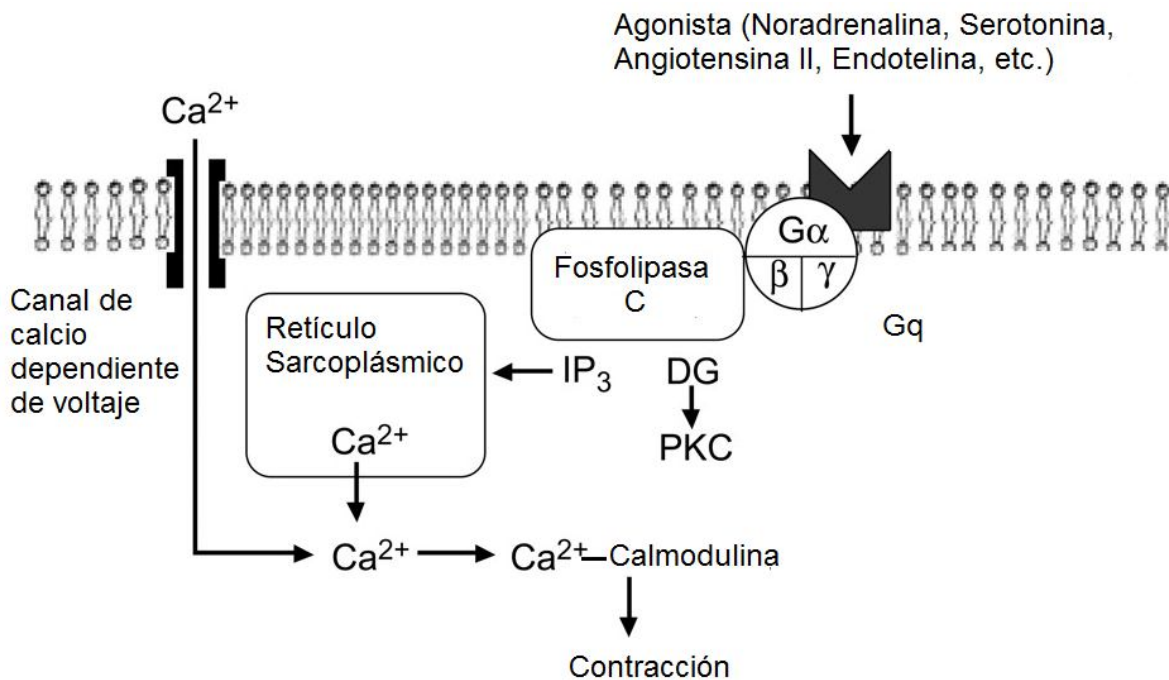 Agonista (Noradrenalina, Serotonina,
Angiotensina II, Endotelina, etc.)
Ca²⁺
Gα
β γ
Gq
Fosfolipasa
C
Canal de
calcio
dependiente
de voltaje
Retículo
Sarcoplásmico
IP₃
DG
PKC
Ca²⁺
Ca²⁺
Ca²⁺
Calmodulina
Contracción